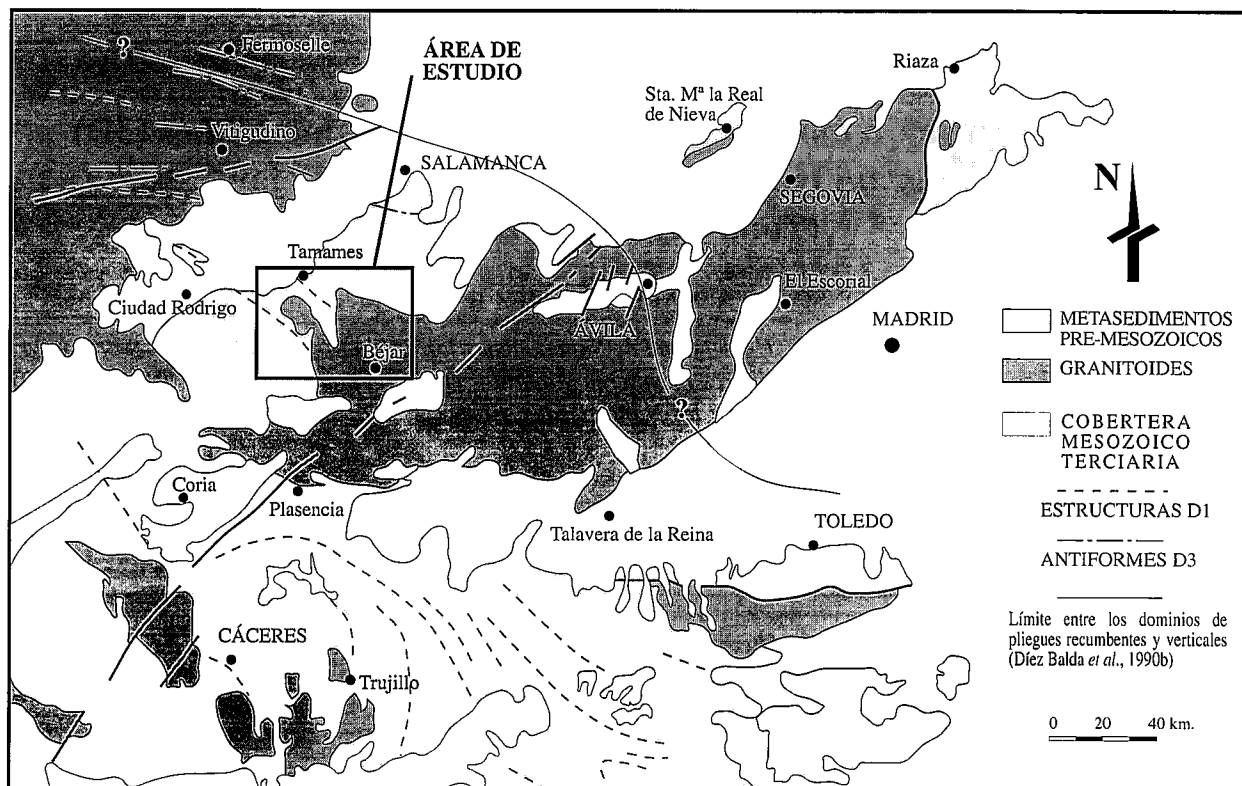 Fermoselle
?
ÁREA DE
ESTUDIO
Riaza
Sta. Mª la Real
de Nieva
Vitigudino
SALAMANCA
SEGOVIA
N
Tamames
Ciudad Rodrigo
El Escorial
ÁVILA
MADRID
Béjar
METASEDIMENTOS
PRE-MESOZOICOS
GRANITOIDES
?
COBERTERA
MESOZOICO
TERCIARIA
Coria
Plasencia
Talavera de la Reina
TOLEDO
ESTRUCTURAS D1
ANTIFORMES D3
Límite entre los dominios de
pliegues recumbentes y verticales
(Díez Balda et al., 1990b)
CÁCERES
Trujillo
0 20 40 km.